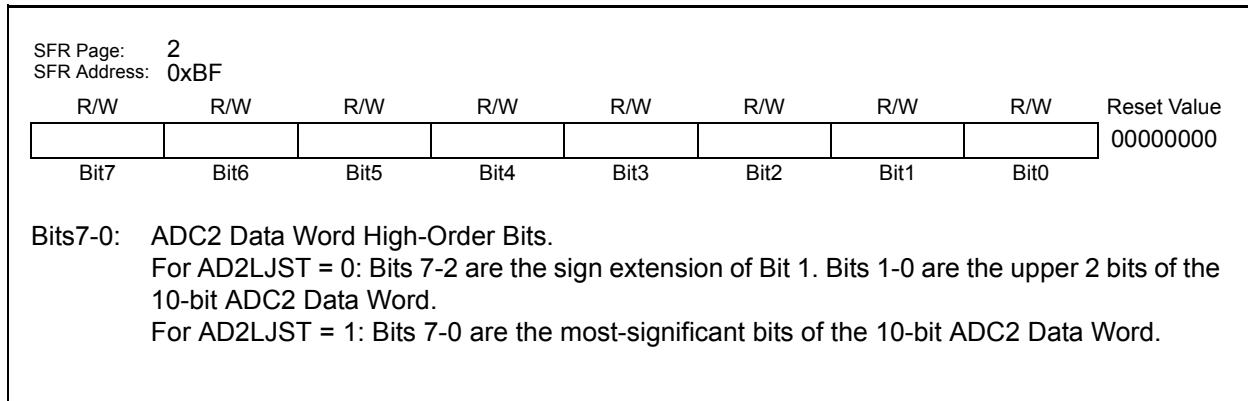 SFR Page: 2
SFR Address: 0xBF
R/W R/W R/W R/W R/W R/W R/W R/W Reset Value
00000000
Bit7 Bit6 Bit5 Bit4 Bit3 Bit2 Bit1 Bit0
Bits7-0: ADC2 Data Word High-Order Bits.
For AD2LJST = 0: Bits 7-2 are the sign extension of Bit 1. Bits 1-0 are the upper 2 bits of the
10-bit ADC2 Data Word.
For AD2LJST = 1: Bits 7-0 are the most-significant bits of the 10-bit ADC2 Data Word.